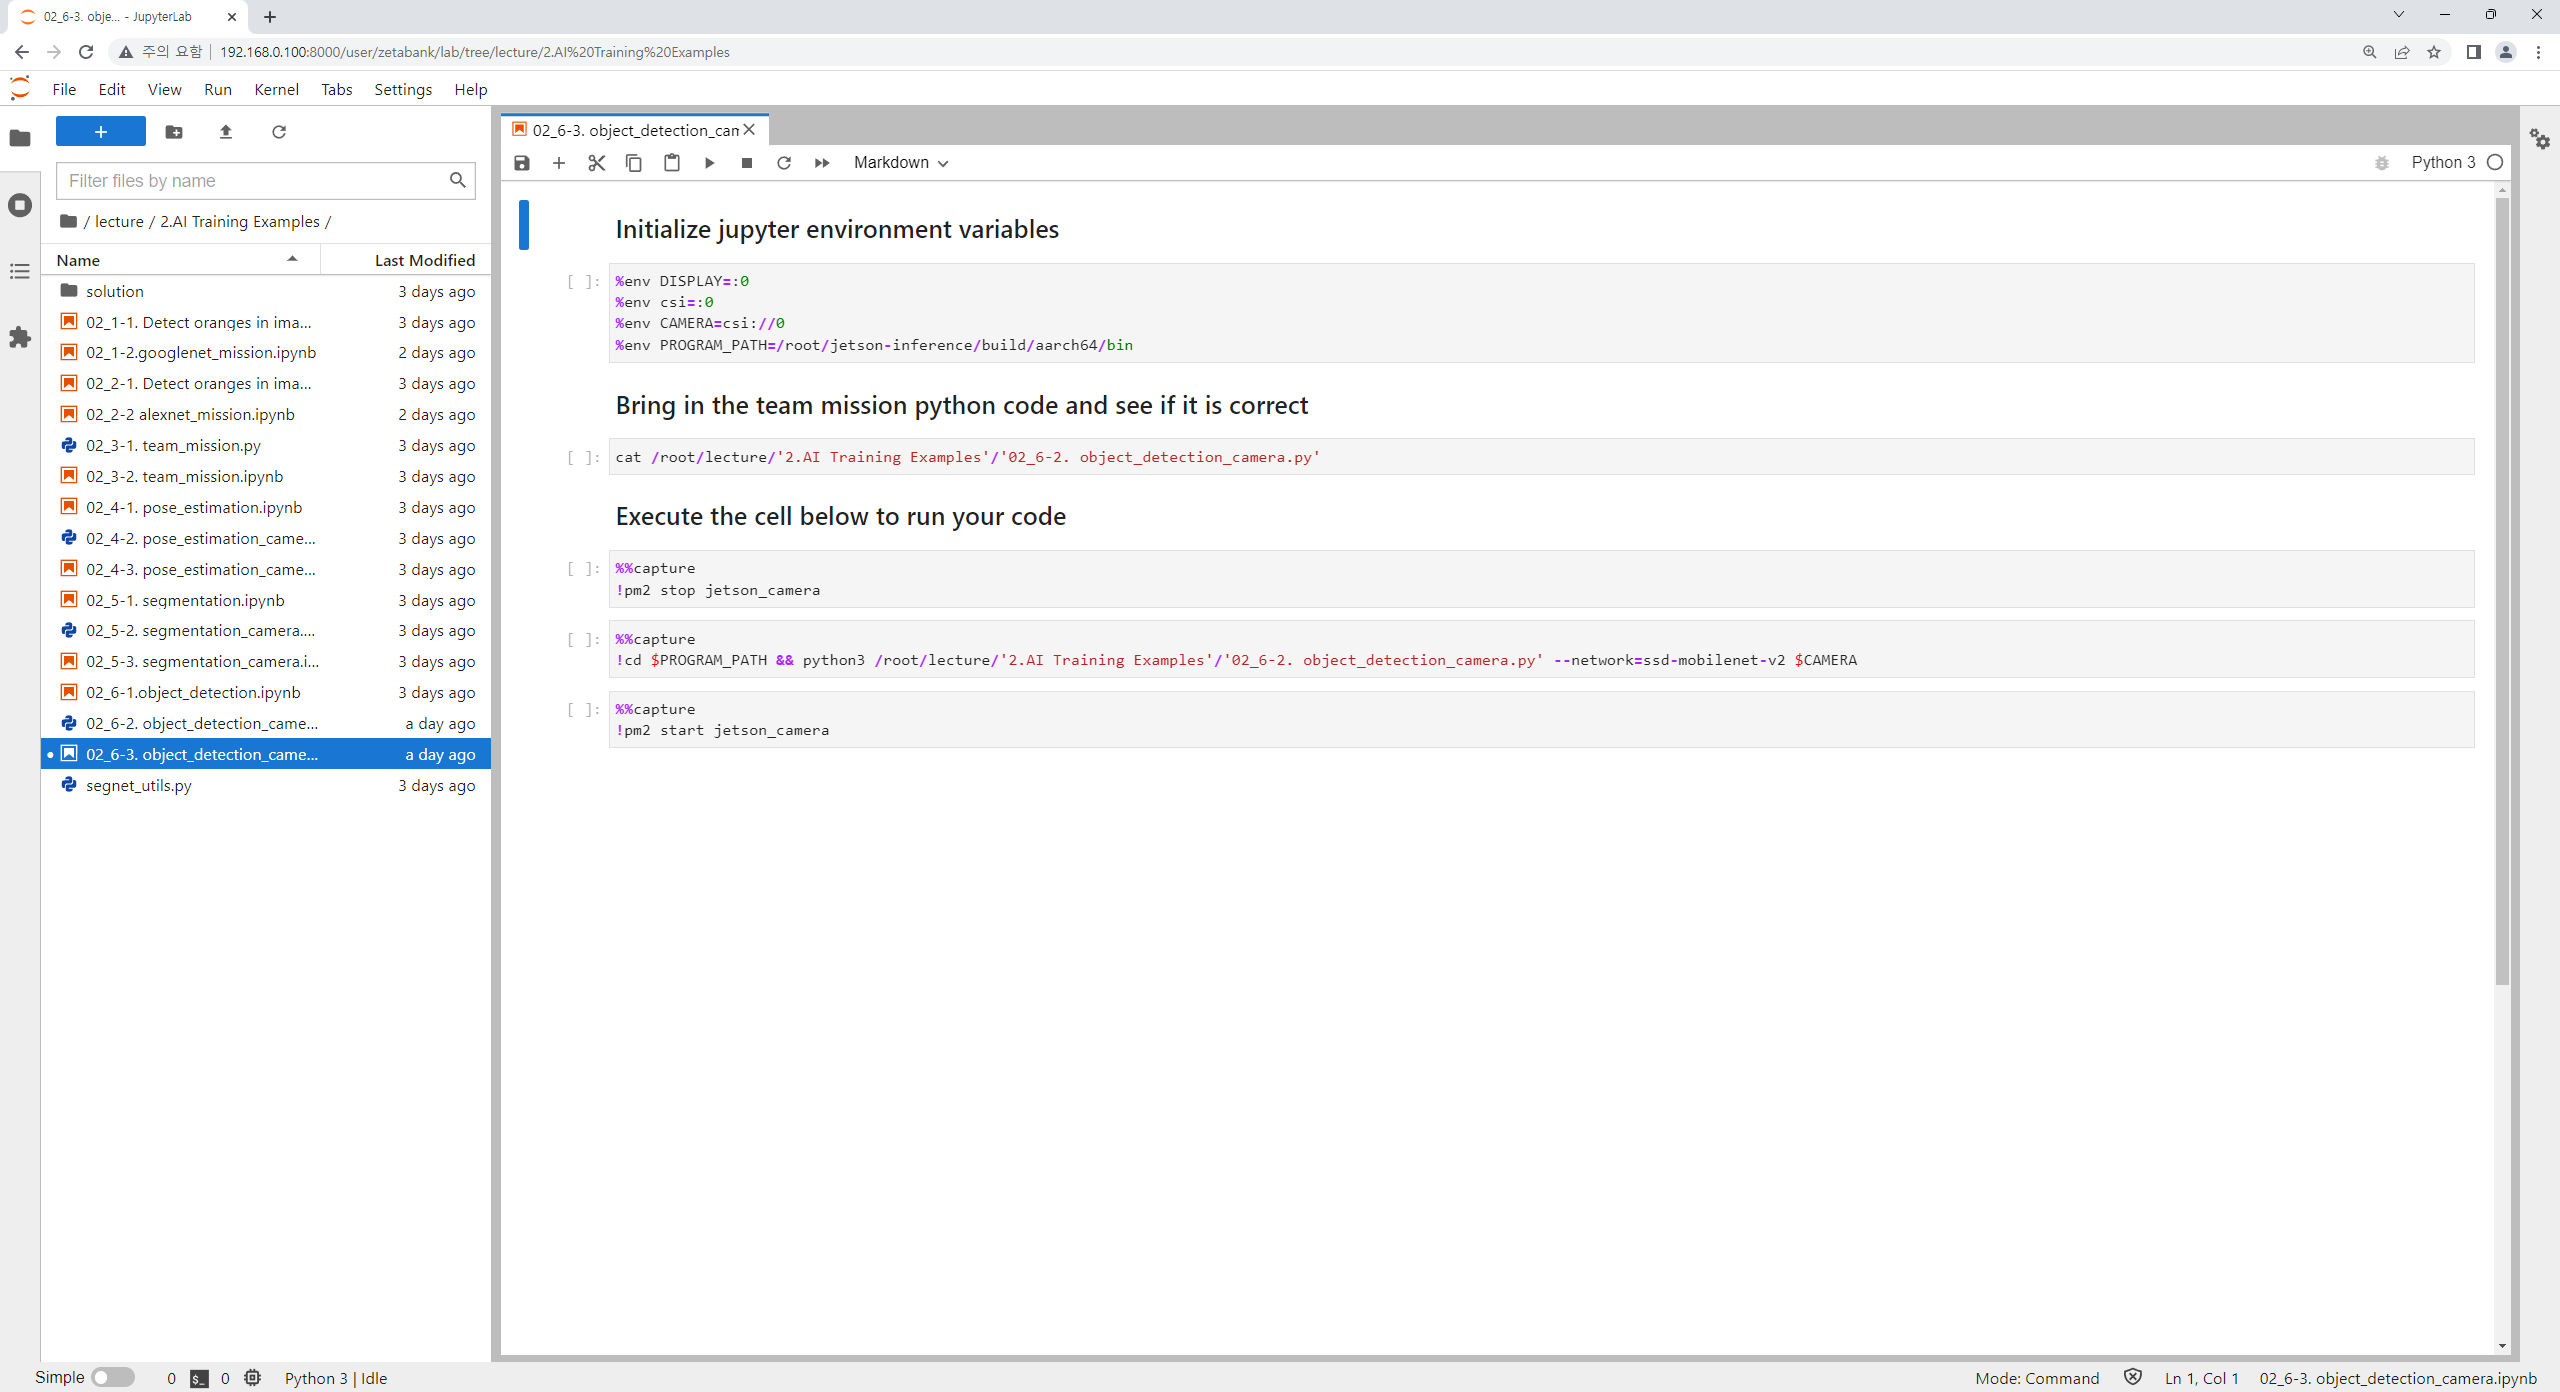 02_6-3. obje... - JupyterLab
주의 요함 | 192.168.0.100:8000/user/zetabank/lab/tree/lecture/2.AI%20Training%20Examples
File Edit View Run Kernel Tabs Settings Help
Filter files by name
/ lecture / 2.AI Training Examples /
Name Last Modified
solution 3 days ago
02_1-1. Detect oranges in ima... 3 days ago
02_1-2.googlenet_mission.ipynb 2 days ago
02_2-1. Detect oranges in ima... 3 days ago
02_2-2 alexnet_mission.ipynb 2 days ago
02_3-1. team_mission.py 3 days ago
02_3-2. team_mission.ipynb 3 days ago
02_4-1. pose_estimation.ipynb 3 days ago
02_4-2. pose_estimation_came... 3 days ago
02_4-3. pose_estimation_came... 3 days ago
02_5-1. segmentation.ipynb 3 days ago
02_5-2. segmentation_camera.... 3 days ago
02_5-3. segmentation_camera.i... 3 days ago
02_6-1.object_detection.ipynb 3 days ago
02_6-2. object_detection_came... a day ago
02_6-3. object_detection_came... a day ago
segnet_utils.py 3 days ago
02_6-3. object_detection_cam
Markdown
Python 3
Initialize jupyter environment variables
[ ]: %env DISPLAY=:0
%env csi=:0
%env CAMERA=csi://0
%env PROGRAM_PATH=/root/jetson-inference/build/aarch64/bin
Bring in the team mission python code and see if it is correct
[ ]: cat /root/lecture/'2.AI Training Examples'/'02_6-2. object_detection_camera.py'
Execute the cell below to run your code
[ ]: %%capture
!pm2 stop jetson_camera
[ ]: %%capture
!cd $PROGRAM_PATH && python3 /root/lecture/'2.AI Training Examples'/'02_6-2. object_detection_camera.py' --network=ssd-mobilenet-v2 $CAMERA
[ ]: %%capture
!pm2 start jetson_camera
Simple 0 $_ 0 Python 3 | Idle
Mode: Command Ln 1, Col 1 02_6-3. object_detection_camera.ipynb